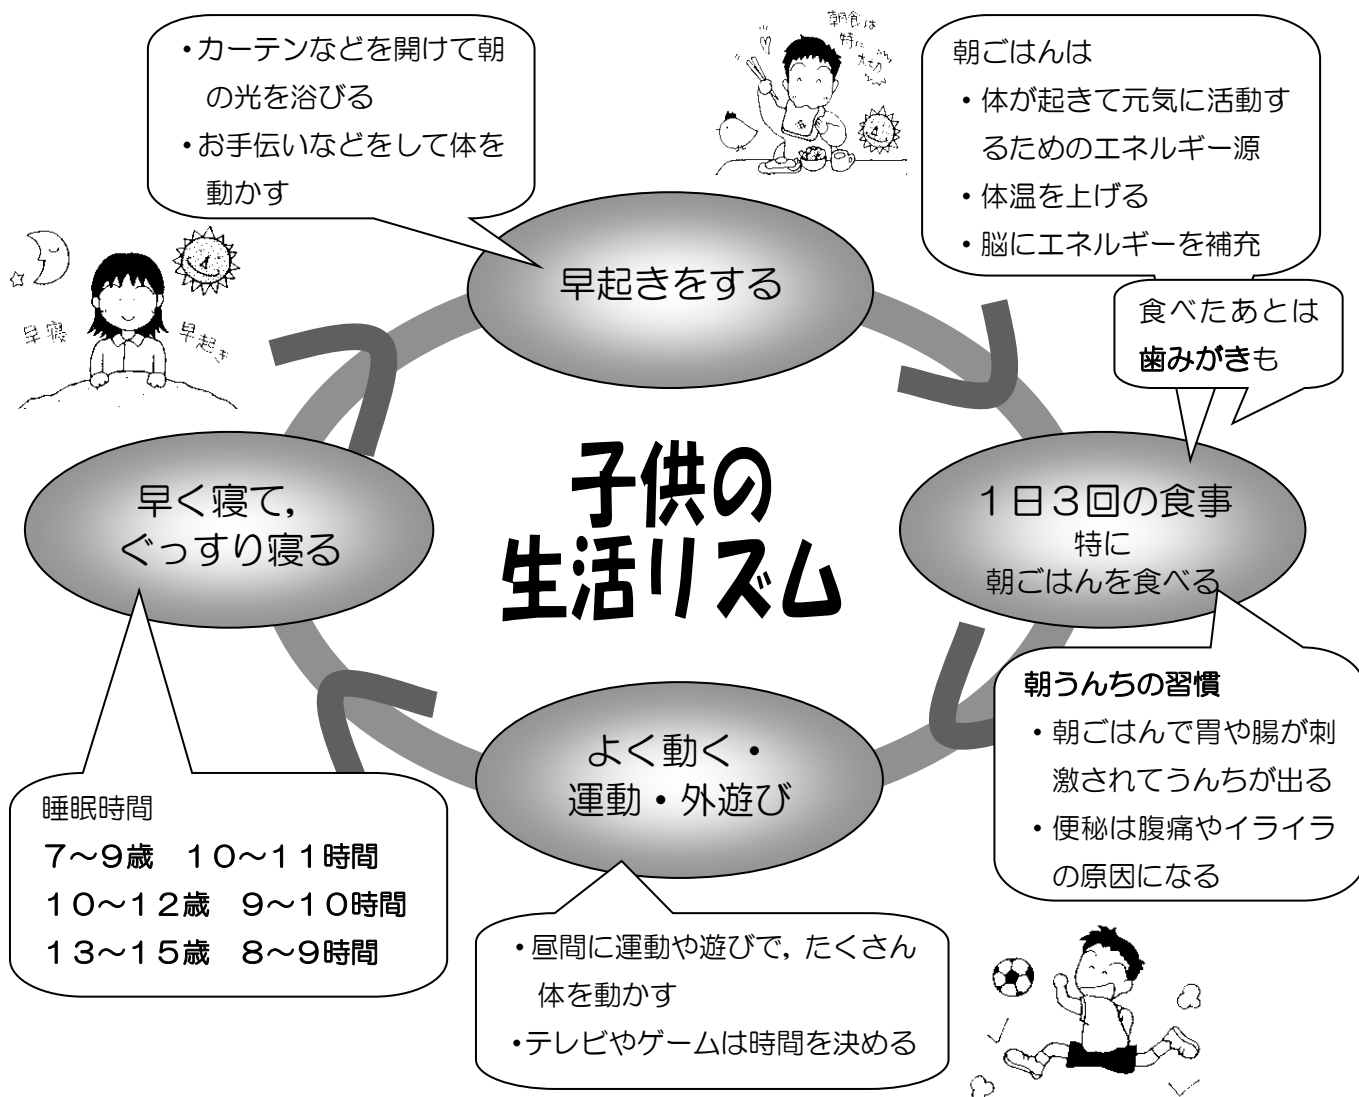 ・カーテンなどを開けて朝
の光を浴びる
・お手伝いなどをして体を
動かす
朝食は
特に
大切
朝ごはんは
・体が起きて元気に活動す
るためのエネルギー源
・体温を上げる
・脳にエネルギーを補充
食べたあとは
歯みがきも
早起きをする
早寝
早起き
子供の
生活リズム
早く寝て，
ぐっすり寝る
１日３回の食事
特に
朝ごはんを食べる
朝うんちの習慣
・朝ごはんで胃や腸が刺
激されてうんちが出る
・便秘は腹痛やイライラ
の原因になる
よく動く・
運動・外遊び
睡眠時間
７～９歳　１０～１１時間
１０～１２歳　９～１０時間
１３～１５歳　８～９時間
・昼間に運動や遊びで，たくさん
体を動かす
・テレビやゲームは時間を決める